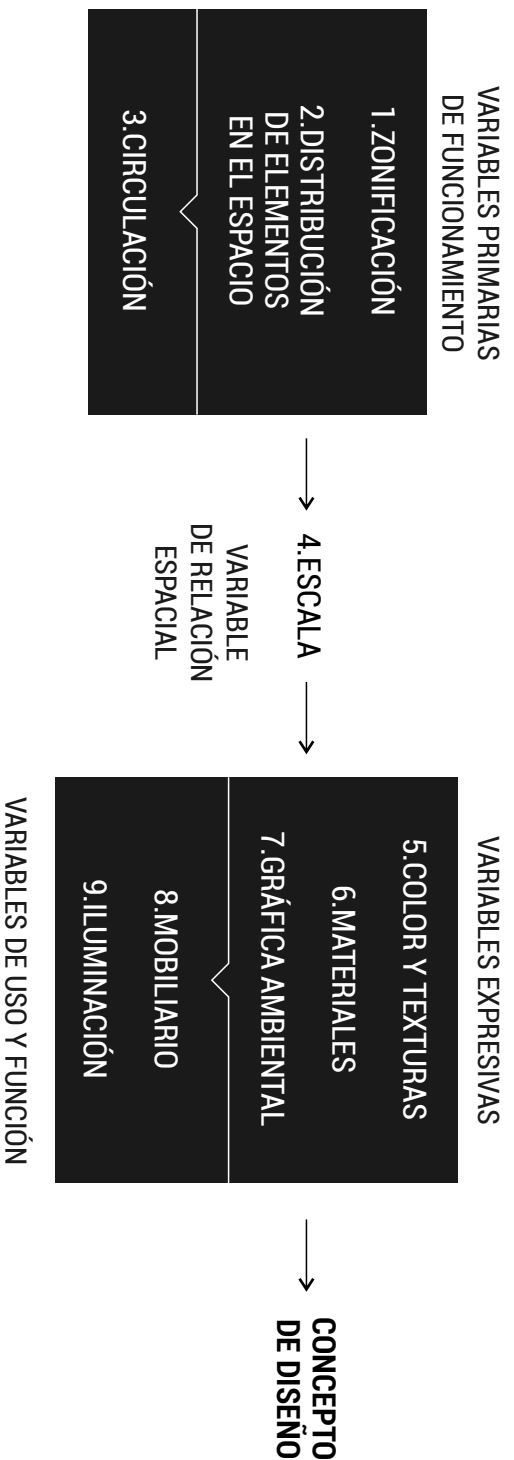 VARIABLES PRIMARIAS
DE FUNCIONAMIENTO
1.ZONIFICACIÓN
2.DISTRIBUCIÓN
DE ELEMENTOS
EN EL ESPACIO
3.CIRCULACIÓN
4.ESCALA
VARIABLE
DE RELACIÓN
ESPACIAL
VARIABLES EXPRESIVAS
5.COLOR Y TEXTURAS
6.MATERIALES
7.GRÁFICA AMBIENTAL
8.MOBILIARIO
9.ILUMINACIÓN
VARIABLES DE USO Y FUNCIÓN
CONCEPTO
DE DISEÑO